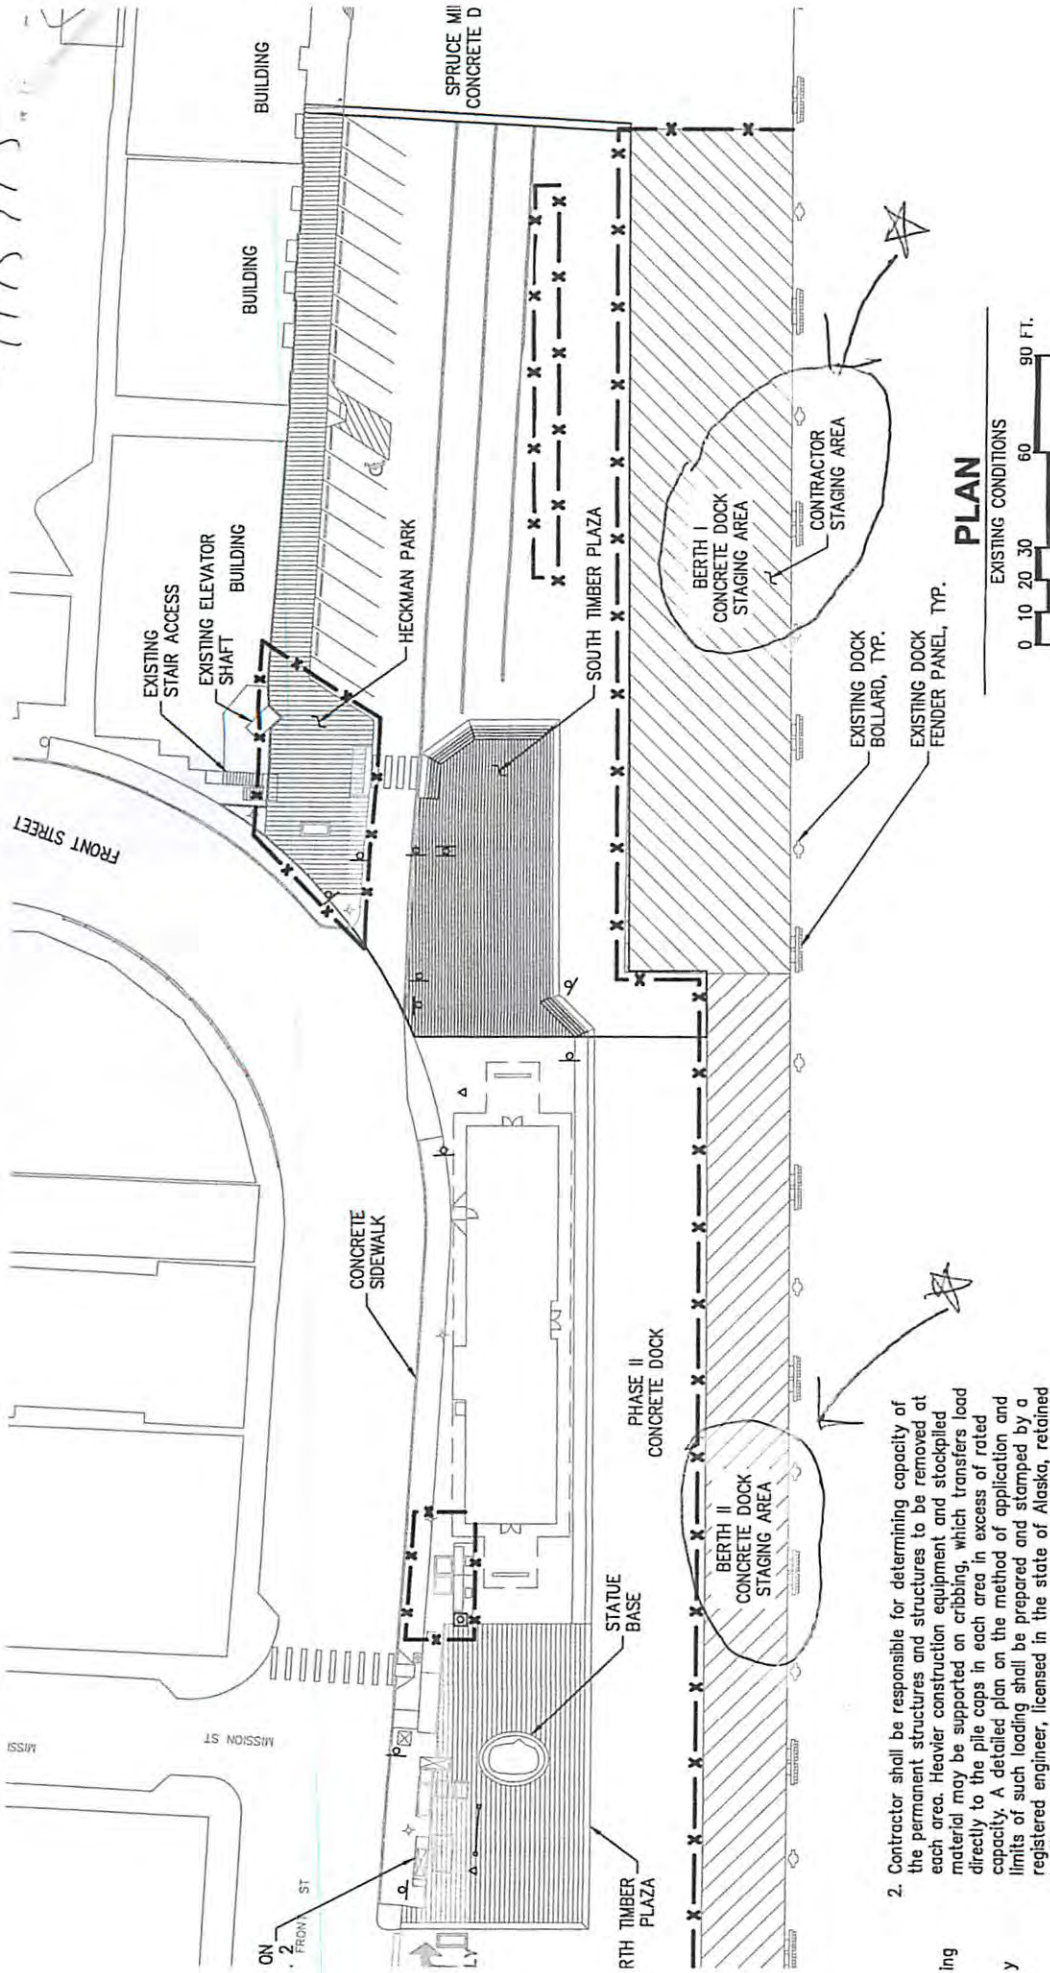 BUILDING
BUILDING
SPRUCE MI
CONCRETE D
EXISTING
STAIR ACCESS
EXISTING ELEVATOR
SHAFT
BUILDING
HECKMAN PARK
SOUTH TIMBER PLAZA
FRONT STREET
BERTH I
CONCRETE DOCK
STAGING AREA
CONTRACTOR
STAGING AREA
EXISTING DOCK
BOLLARD, TYP.
EXISTING DOCK
FENDER PANEL, TYP.
PLAN
EXISTING CONDITIONS
0 10 20 30 60 90 FT.
CONCRETE
SIDEWALK
PHASE II
CONCRETE DOCK
BERTH II
CONCRETE DOCK
STAGING AREA
STATUE
BASE
MISSI
MISSION ST
ON
. 2
FRONT ST
RTH TIMBER
PLAZA
2. Contractor shall be responsible for determining capacity of
the permanent structures and structures to be removed at
each area. Heavier construction equipment and stockpiled
material may be supported on cribbing, which transfers load
directly to the pile caps in each area in excess of rated
capacity. A detailed plan on the method of application and
limits of such loading shall be prepared and stamped by a
registered engineer, licensed in the state of Alaska, retained
ing
y